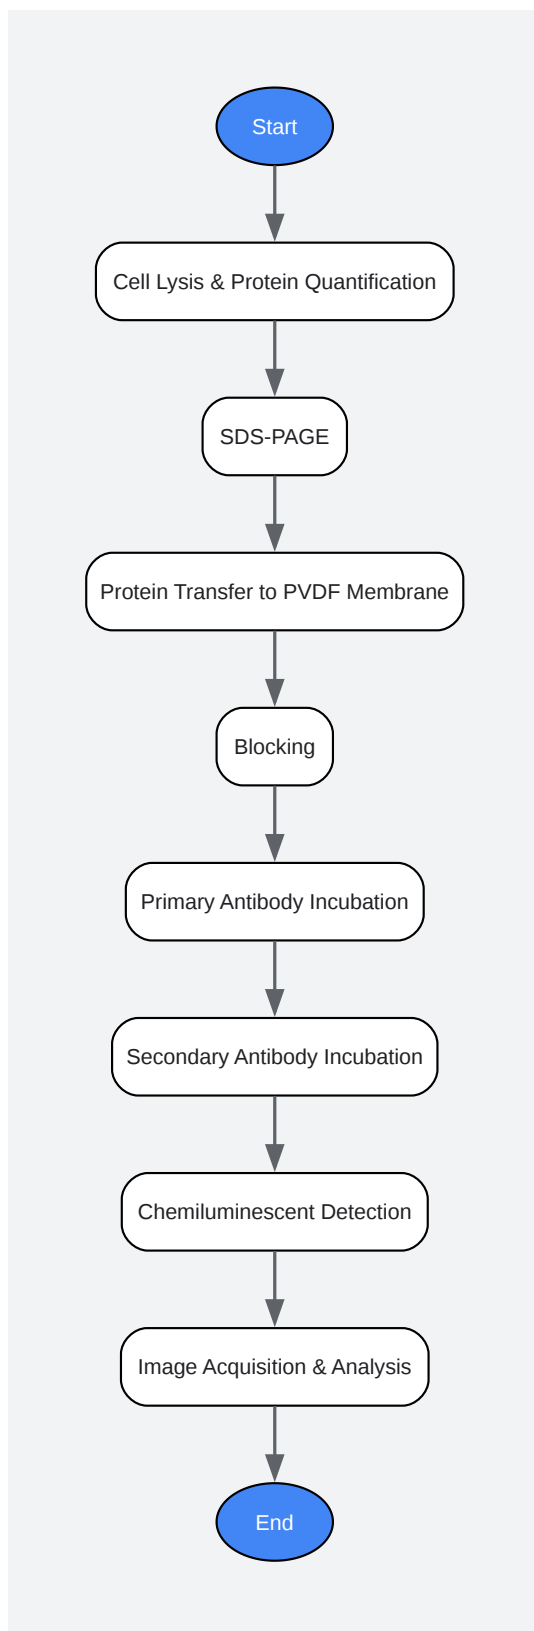 Start
Cell Lysis & Protein Quantification
SDS-PAGE
Protein Transfer to PVDF Membrane
Blocking
Primary Antibody Incubation
Secondary Antibody Incubation
Chemiluminescent Detection
Image Acquisition & Analysis
End